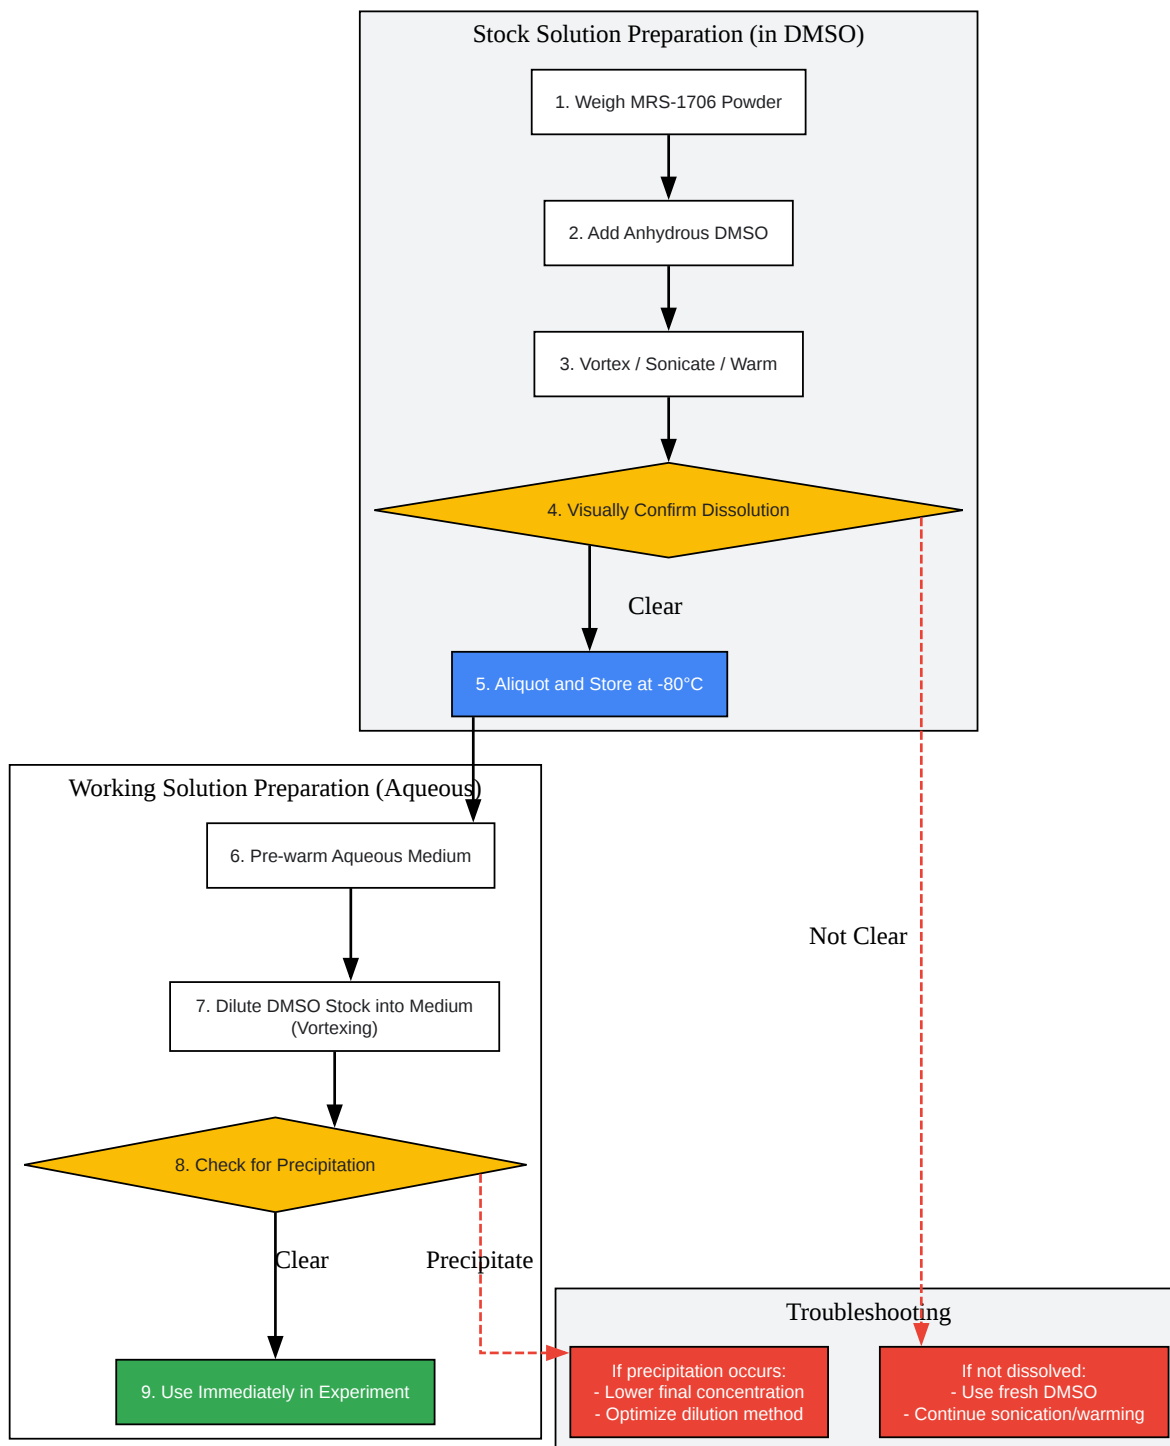 Stock Solution Preparation (in DMSO)
1. Weigh MRS-1706 Powder
2. Add Anhydrous DMSO
3. Vortex / Sonicate / Warm
4. Visually Confirm Dissolution
Clear
5. Aliquot and Store at -80°C
Working Solution Preparation (Aqueous)
6. Pre-warm Aqueous Medium
Not Clear
7. Dilute DMSO Stock into Medium
(Vortexing)
8. Check for Precipitation
Clear
Precipitate
9. Use Immediately in Experiment
Troubleshooting
If precipitation occurs:
- Lower final concentration
- Optimize dilution method
If not dissolved:
- Use fresh DMSO
- Continue sonication/warming